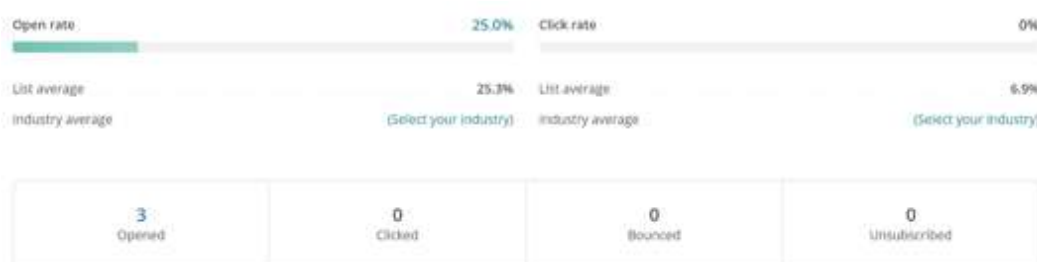 Open rate 25.0% Click rate 0%
List average 25.3% List average 6.9%
Industry average (Select your industry) Industry average (Select your industry)
3 0 0 0
Opened Clicked Bounced Unsubscribed